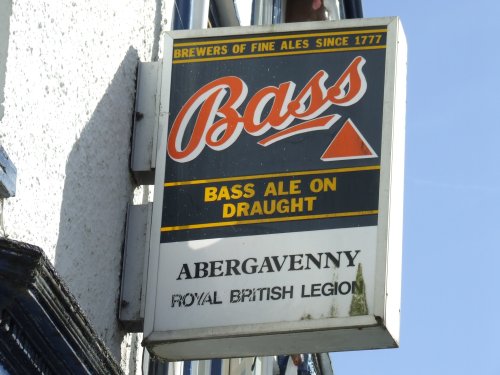 BREWERS OF FINE ALES SINCE 1777
Bass
BASS ALE ON
DRAUGHT
ABERGAVENNY
ROYAL BRITISH LEGION